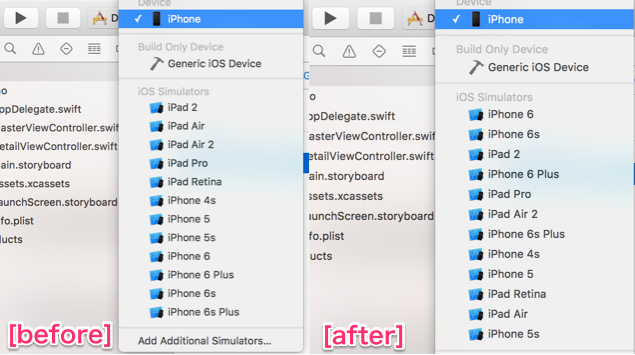 Device
iPhone
Build Only Device
Generic iOS Device
iOS Simulators
iPad 2
iPad Air
iPad Air 2
iPad Pro
iPad Retina
iPhone 4s
iPhone 5
iPhone 5s
iPhone 6
iPhone 6 Plus
iPhone 6s
iPhone 6s Plus
Add Additional Simulators...
ppDelegate.swift
asterViewController.swift
etailViewController.swift
ain.storyboard
ssets.xcassets
aunchScreen.storyboard
fo.plist
ducts
[before]
Device
iPhone
Build Only Device
Generic iOS Device
iOS Simulators
iPhone 6
iPhone 6s
iPad 2
iPhone 6 Plus
iPad Pro
iPad Air 2
iPhone 6s Plus
iPhone 4s
iPhone 5
iPad Retina
iPad Air
iPhone 5s
ppDelegate.swift
asterViewController.swift
etailViewController.swift
ain.storyboard
ssets.xcassets
aunchScreen.storyboard
fo.plist
ucts
[after]